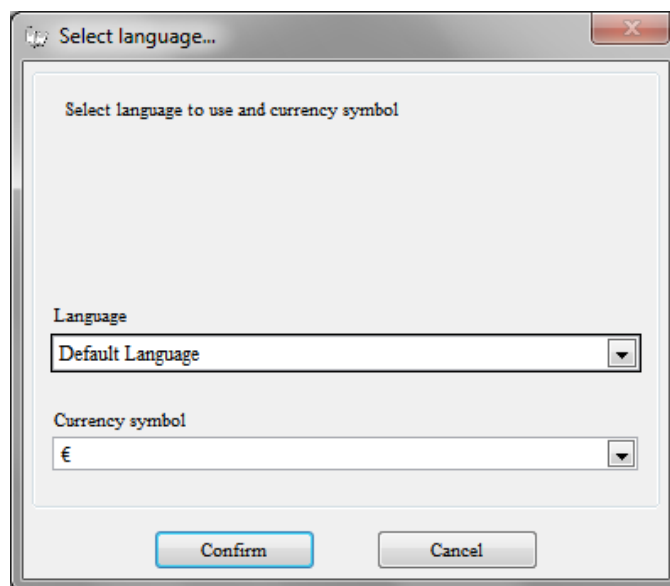 Select language...
Select language to use and currency symbol
Language
Default Language
Currency symbol
€
Confirm
Cancel